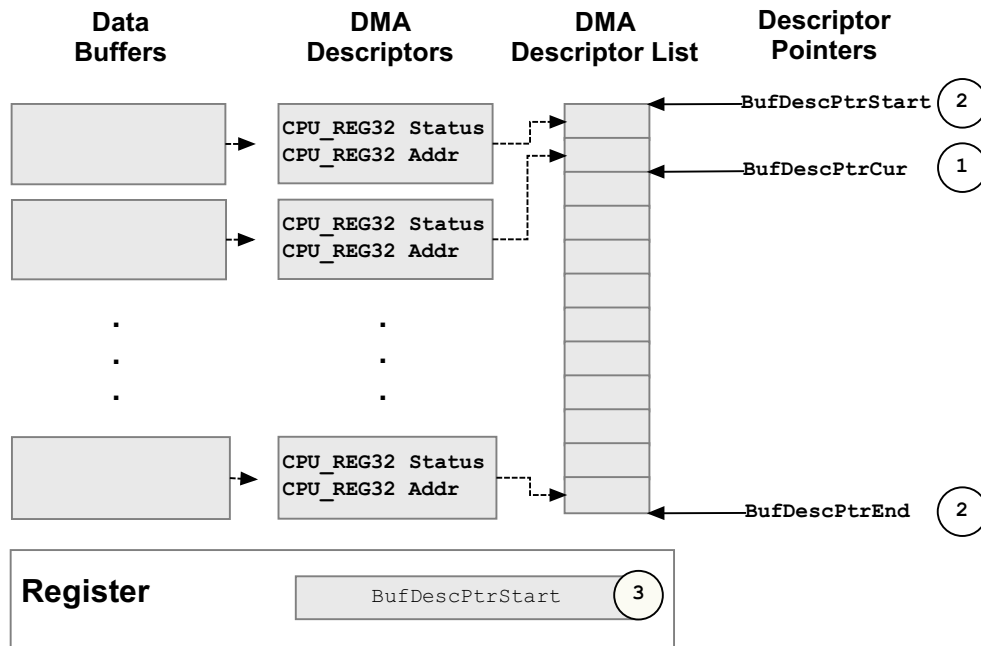 Data
Buffers
DMA
Descriptors
DMA
Descriptor List
Descriptor
Pointers
CPU_REG32 Status
CPU_REG32 Addr
BufDescPtrStart
2
BufDescPtrCur
1
CPU_REG32 Status
CPU_REG32 Addr
.
.
.
.
.
.
CPU_REG32 Status
CPU_REG32 Addr
BufDescPtrEnd
2
Register
BufDescPtrStart
3